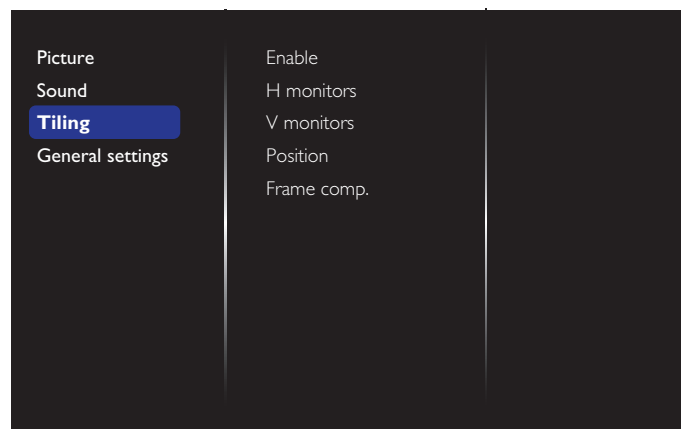 Picture
Sound
Tiling
General settings
Enable
H monitors
V monitors
Position
Frame comp.